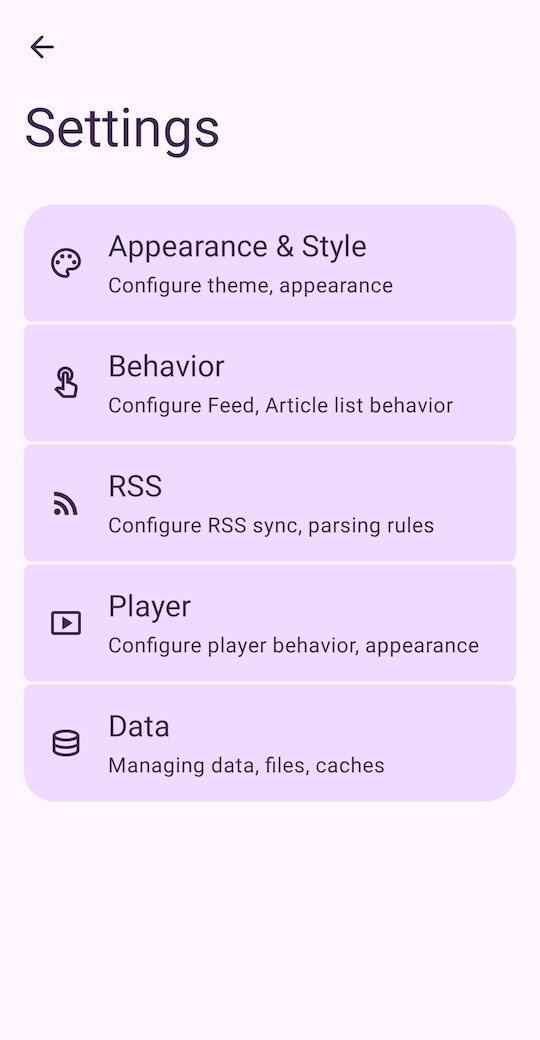 Settings
Appearance & Style
Configure theme, appearance
Behavior
Configure Feed, Article list behavior
RSS
Configure RSS sync, parsing rules
Player
Configure player behavior, appearance
Data
Managing data, files, caches